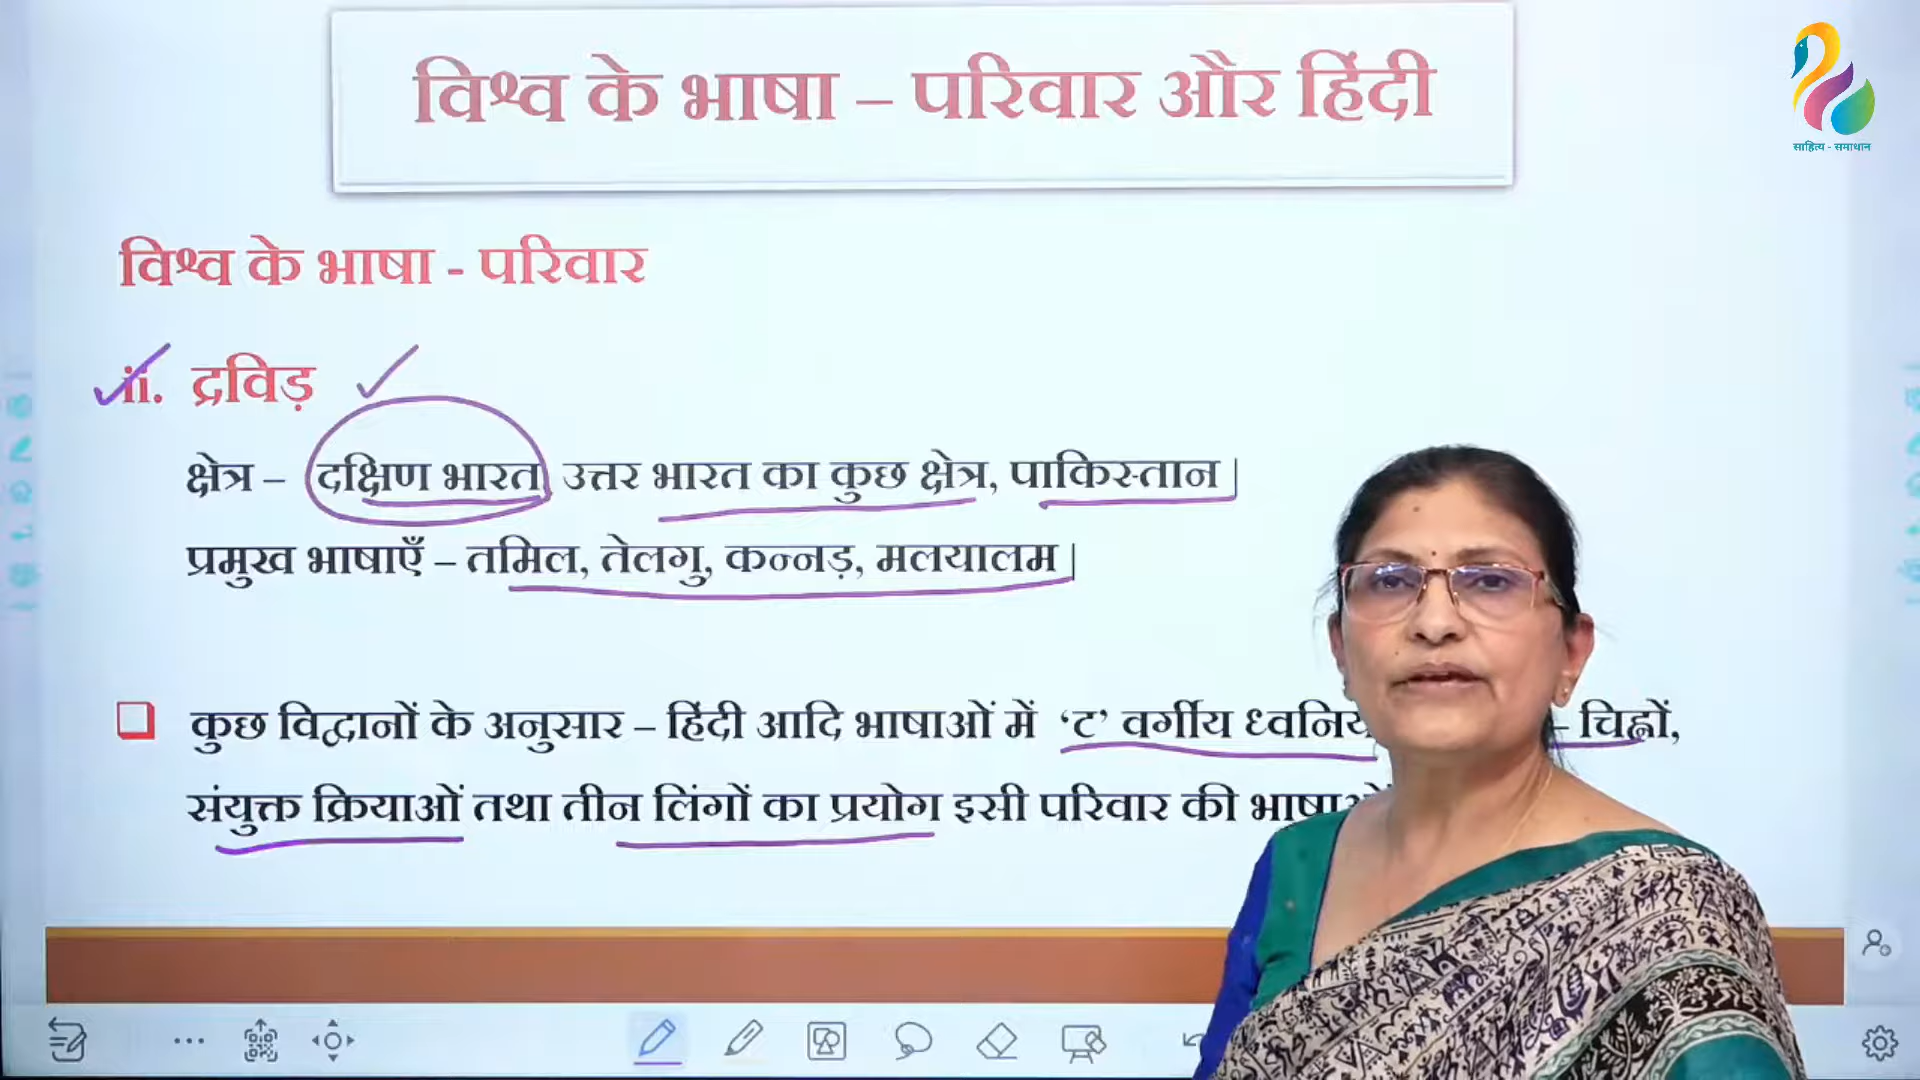 विश्व के भाषा – परिवार और हिंदी
साहित्य - समाधान
विश्व के भाषा - परिवार
ii. द्रविड़
क्षेत्र – दक्षिण भारत, उत्तर भारत का कुछ क्षेत्र, पाकिस्तान |
प्रमुख भाषाएँ – तमिल, तेलगु, कन्नड़, मलयालम |
कुछ विद्वानों के अनुसार – हिंदी आदि भाषाओं में ‘ट’ वर्गीय – चिह्नों,
संयुक्त क्रियाओं तथा तीन लिंगों का प्रयोग इसी परिवार की